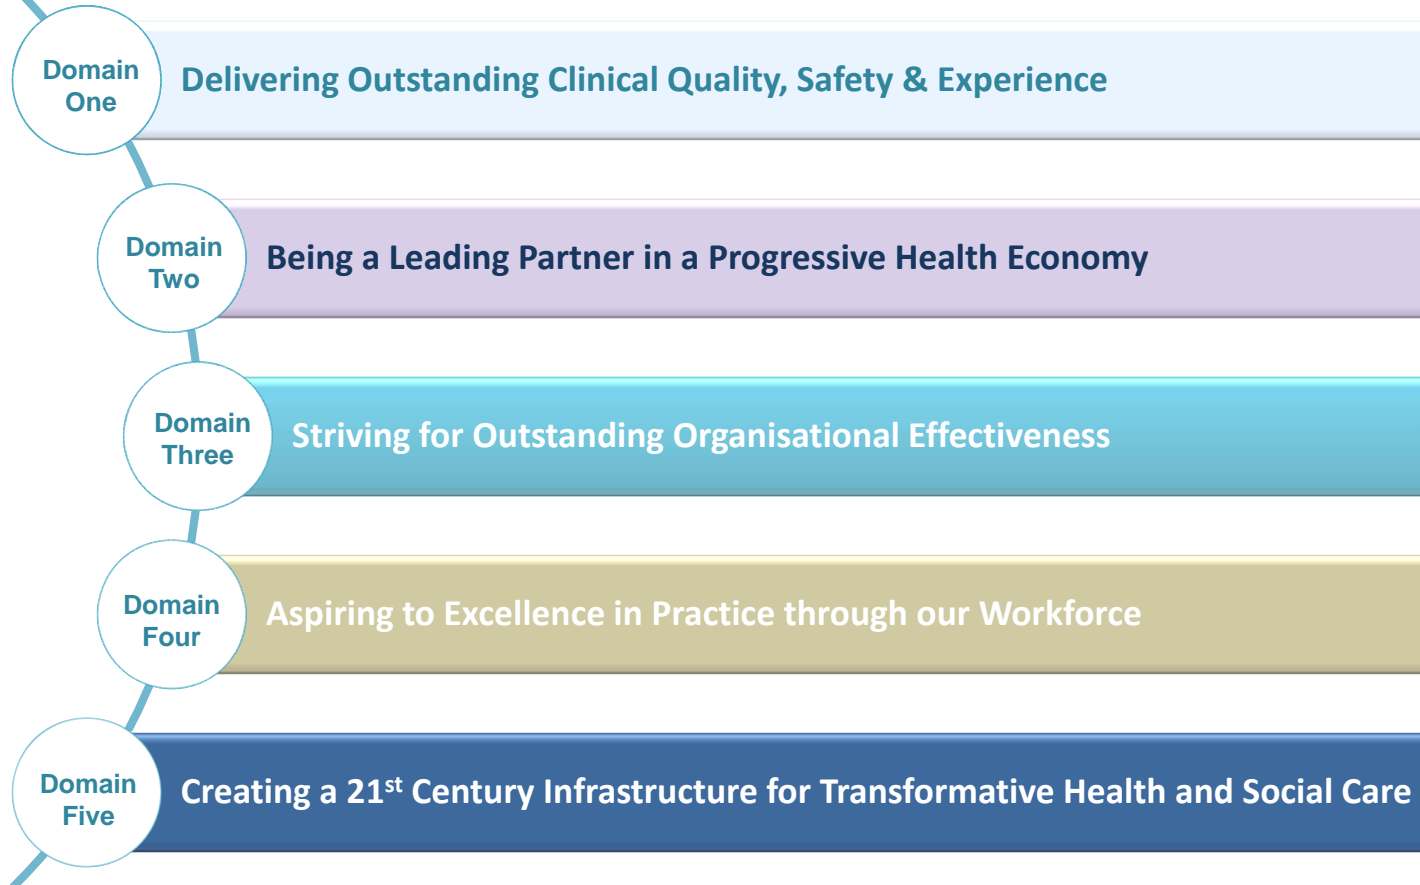 Domain
One
Delivering Outstanding Clinical Quality, Safety & Experience
Domain
Two
Being a Leading Partner in a Progressive Health Economy
Domain
Three
Striving for Outstanding Organisational Effectiveness
Domain
Four
Aspiring to Excellence in Practice through our Workforce
Domain
Five
Creating a 21st Century Infrastructure for Transformative Health and Social Care